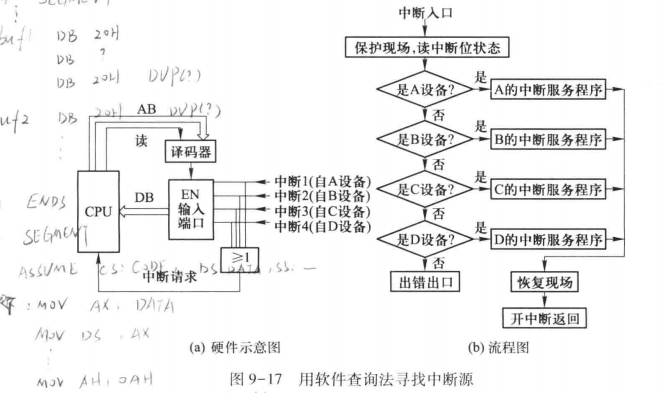 SEGMENT
buf1 DB 20H
DB ?
DB 20H DUP(?)
buf2 DB 20H DUP(?)
ENDS
SEGMENT
ASSUME CS: CODE, DS: DATA, SS: —
: MOV AX, DATA
MOV DS, AX
MOV AH, 0AH
AB
读
译码器
CPU
DB
EN
输入
端口
中断1(自A设备)
中断2(自B设备)
中断3(自C设备)
中断4(自D设备)
≥1
中断请求
(a) 硬件示意图
中断入口
保护现场,读中断位状态
是A设备? 是 A的中断服务程序
否
是B设备? 是 B的中断服务程序
否
是C设备? 是 C的中断服务程序
否
是D设备? 是 D的中断服务程序
否
出错出口 恢复现场
开中断返回
(b) 流程图
图 9-17 用软件查询法寻找中断源